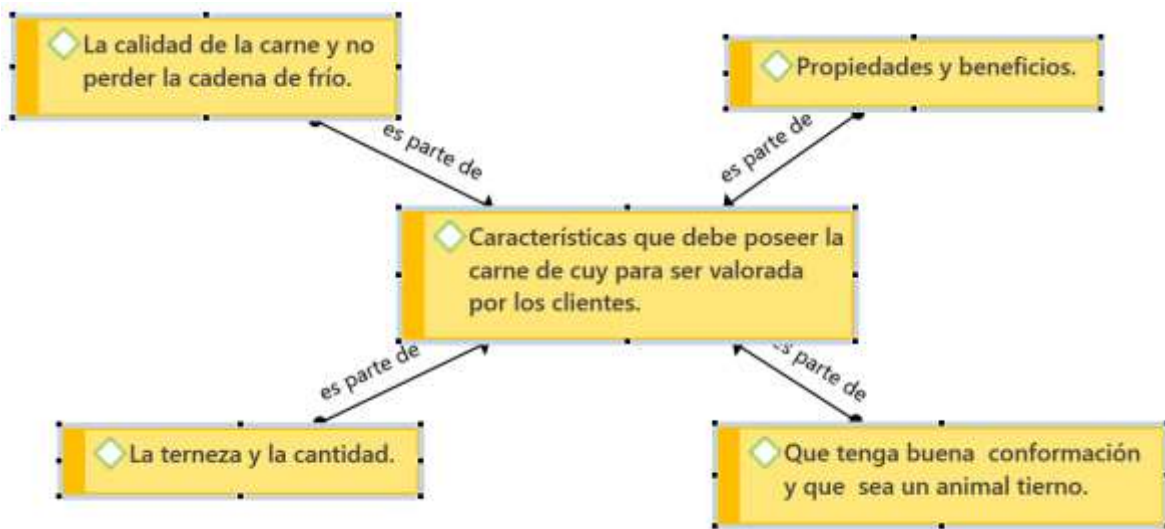 La calidad de la carne y no
perder la cadena de frío.
Propiedades y beneficios.
es parte de
es parte de
Características que debe poseer la
carne de cuy para ser valorada
por los clientes.
es parte de
es parte de
La terneza y la cantidad.
Que tenga buena conformación
y que sea un animal tierno.